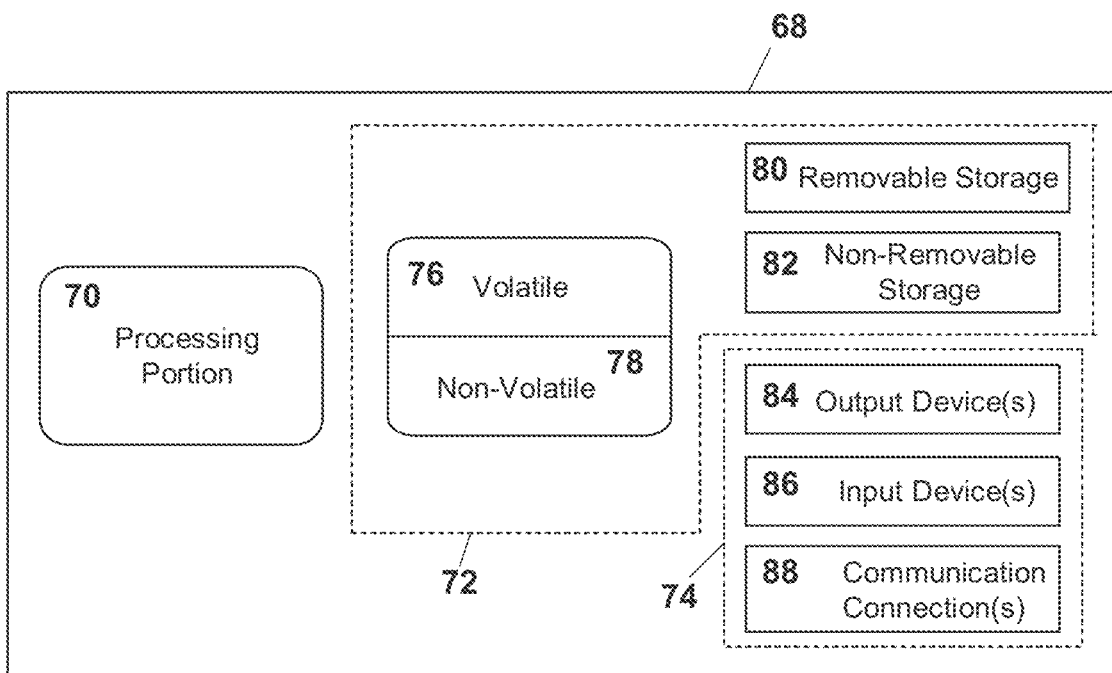 68
80 Removable Storage
82 Non-Removable
Storage
70
Processing
Portion
76 Volatile
78
Non-Volatile
84 Output Device(s)
86 Input Device(s)
88 Communication
Connection(s)
72
74